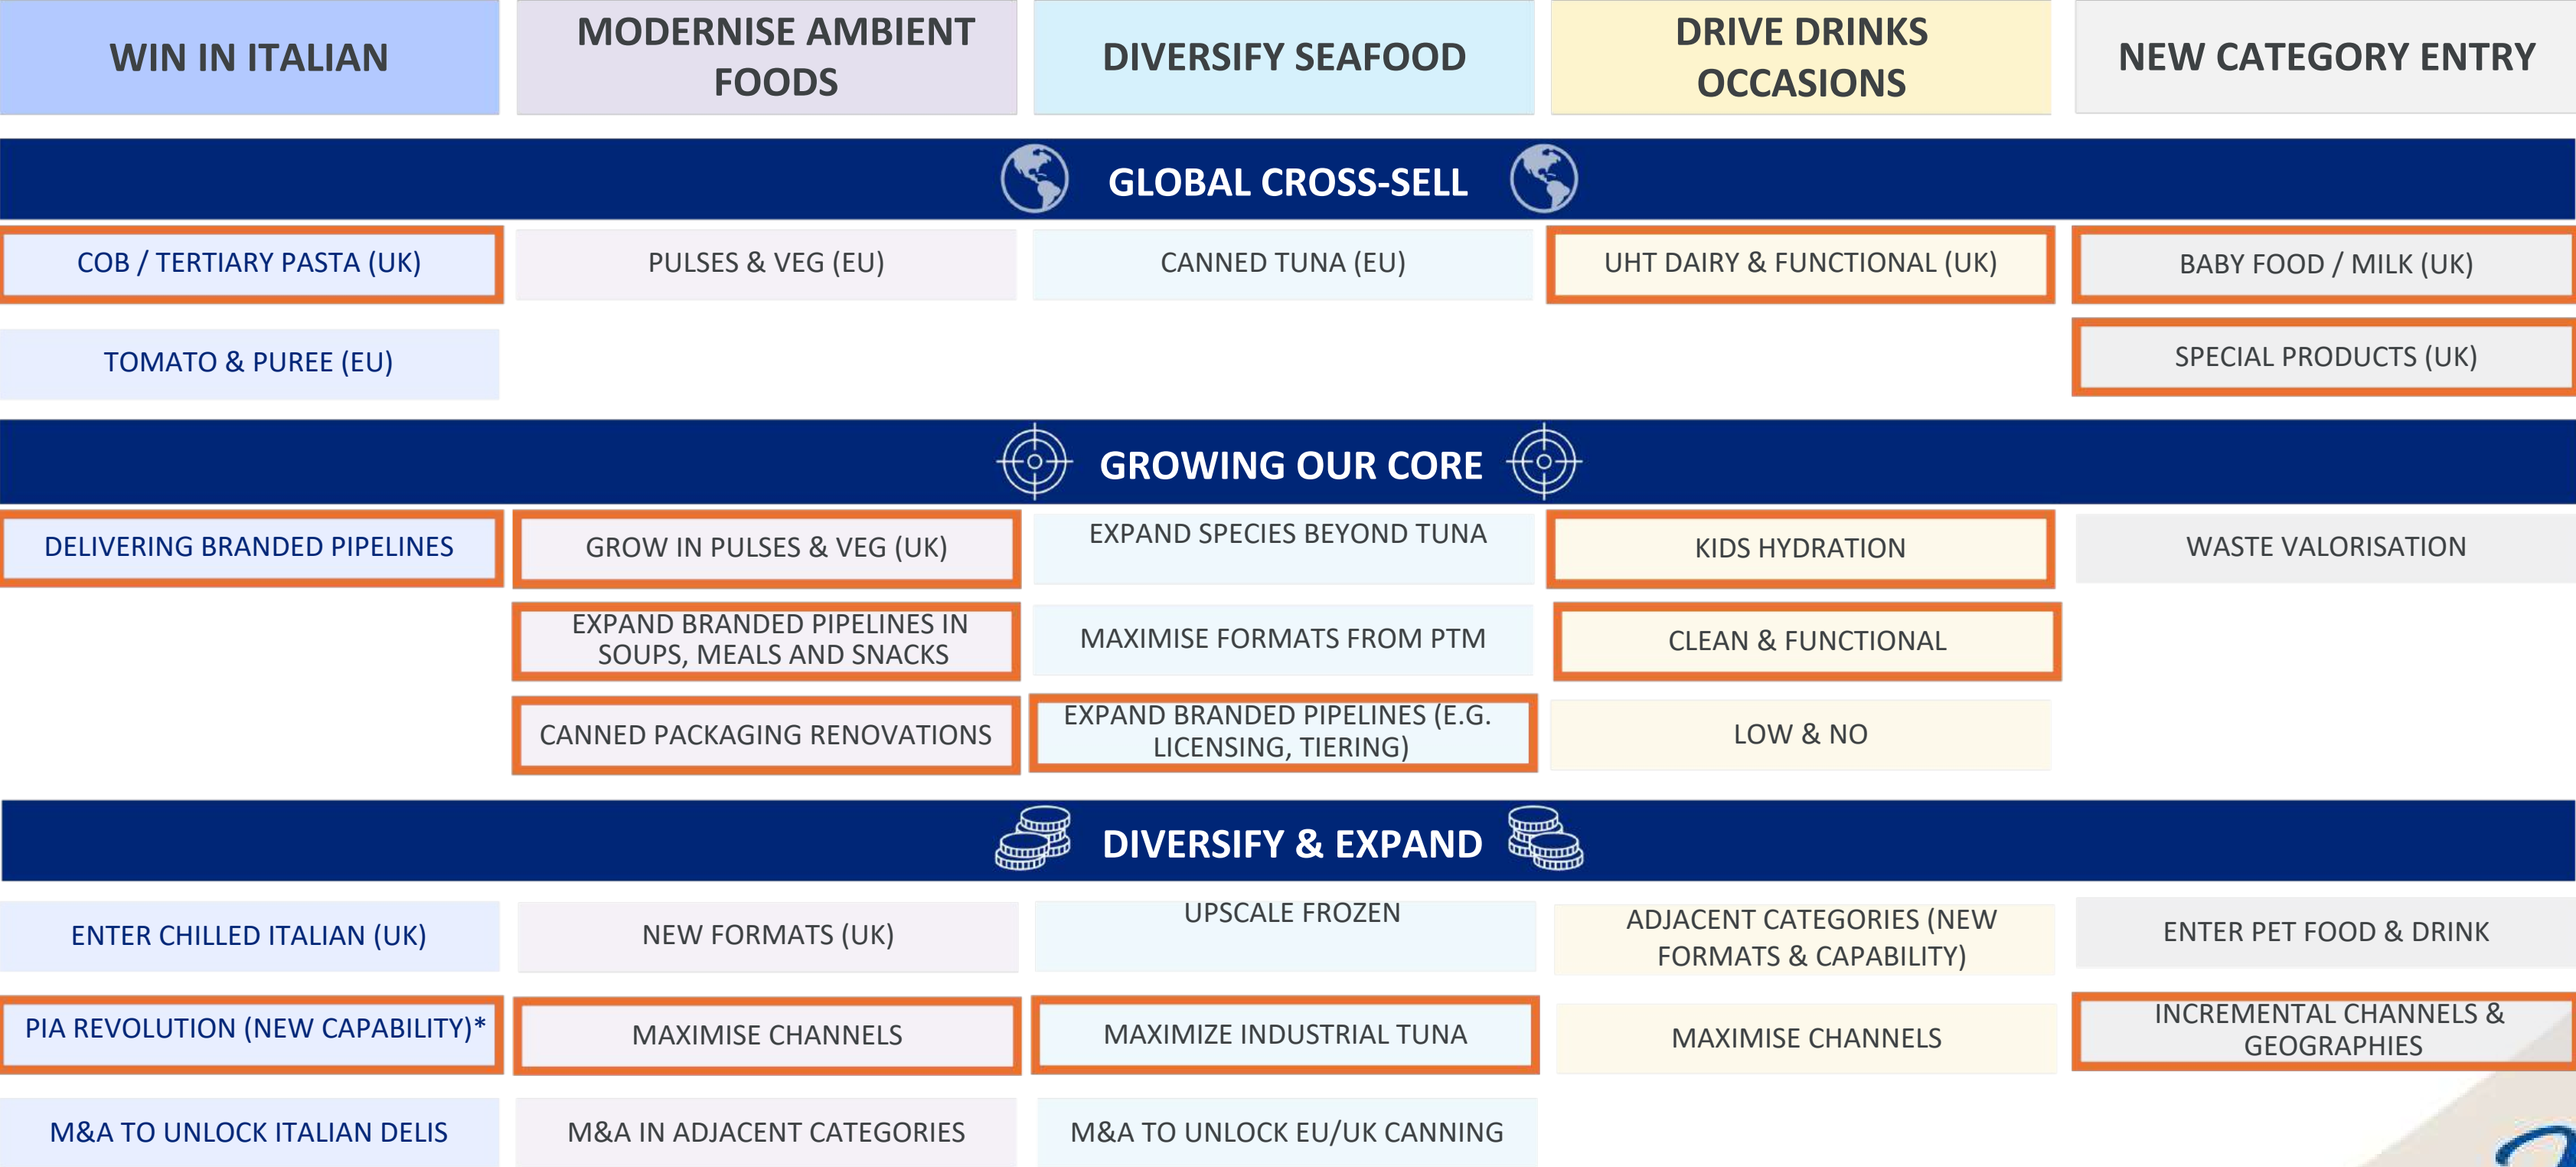 WIN IN ITALIAN
MODERNISE AMBIENT
FOODS
DIVERSIFY SEAFOOD
DRIVE DRINKS
OCCASIONS
NEW CATEGORY ENTRY
GLOBAL CROSS-SELL
COB / TERTIARY PASTA (UK)
PULSES & VEG (EU)
CANNED TUNA (EU)
UHT DAIRY & FUNCTIONAL (UK)
BABY FOOD / MILK (UK)
TOMATO & PUREE (EU)
SPECIAL PRODUCTS (UK)
GROWING OUR CORE
DELIVERING BRANDED PIPELINES
GROW IN PULSES & VEG (UK)
EXPAND SPECIES BEYOND TUNA
KIDS HYDRATION
WASTE VALORISATION
EXPAND BRANDED PIPELINES IN
SOUPS, MEALS AND SNACKS
MAXIMISE FORMATS FROM PTM
CLEAN & FUNCTIONAL
CANNED PACKAGING RENOVATIONS
EXPAND BRANDED PIPELINES (E.G.
LICENSING, TIERING)
LOW & NO
DIVERSIFY & EXPAND
ENTER CHILLED ITALIAN (UK)
NEW FORMATS (UK)
UPSCALE FROZEN
ADJACENT CATEGORIES (NEW
FORMATS & CAPABILITY)
ENTER PET FOOD & DRINK
PIA REVOLUTION (NEW CAPABILITY)*
MAXIMISE CHANNELS
MAXIMIZE INDUSTRIAL TUNA
MAXIMISE CHANNELS
INCREMENTAL CHANNELS &
GEOGRAPHIES
M&A TO UNLOCK ITALIAN DELIS
M&A IN ADJACENT CATEGORIES
M&A TO UNLOCK EU/UK CANNING